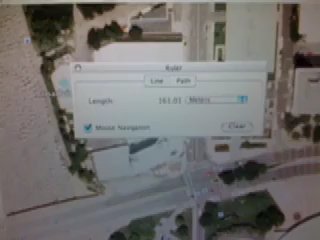 Ruler
Line Path
Length: 161.01 Meters
Mouse Navigation Clear